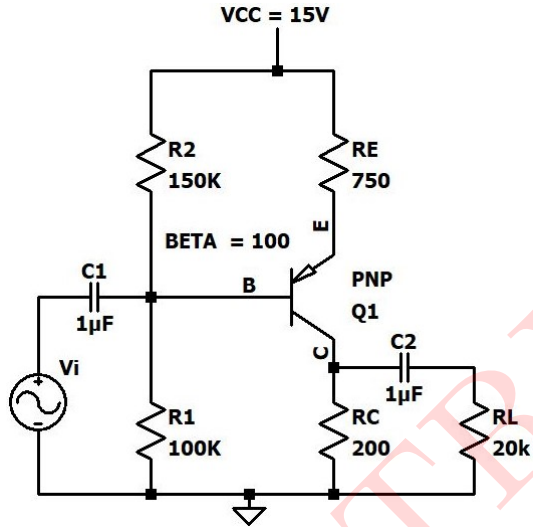 VCC = 15V
R2
150K
RE
750
E
BETA = 100
C1
1µF
B
PNP
Q1
Vi
+
-
C
C2
1µF
R1
100K
RC
200
RL
20k